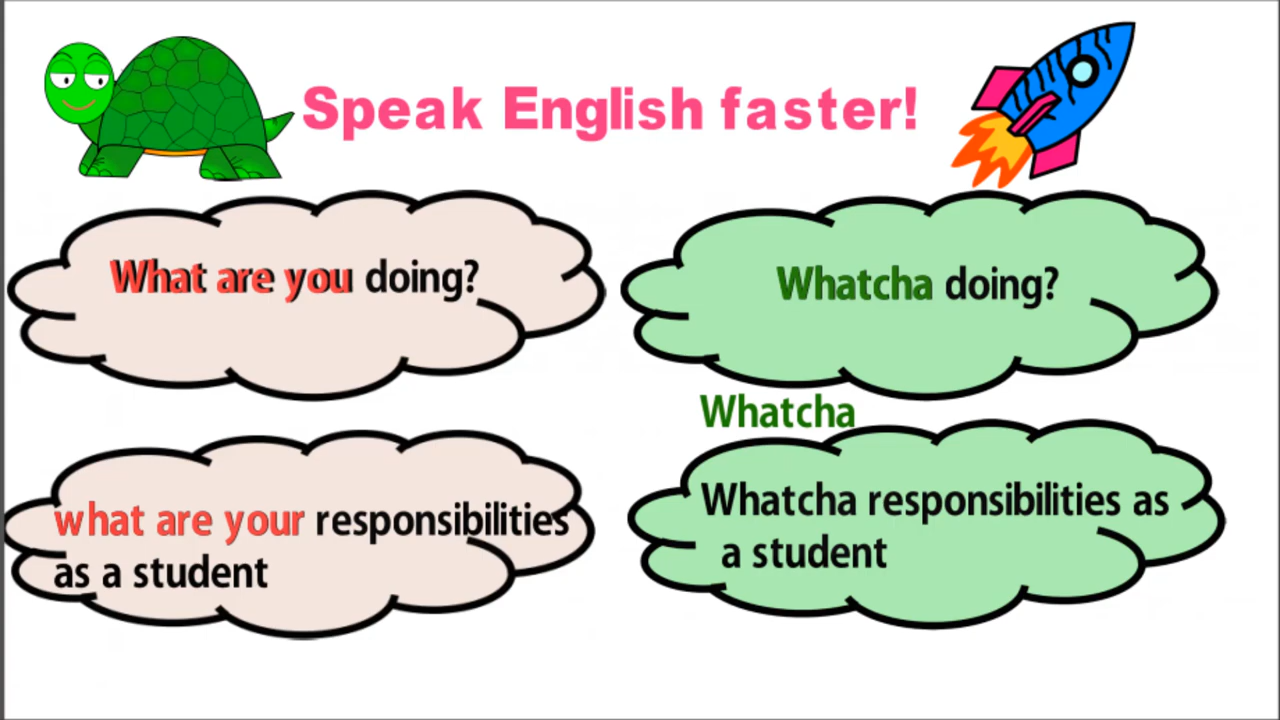 Speak English faster!
What are you doing?
Whatcha doing?
Whatcha
what are your responsibilities
as a student
Whatcha responsibilities as
a student